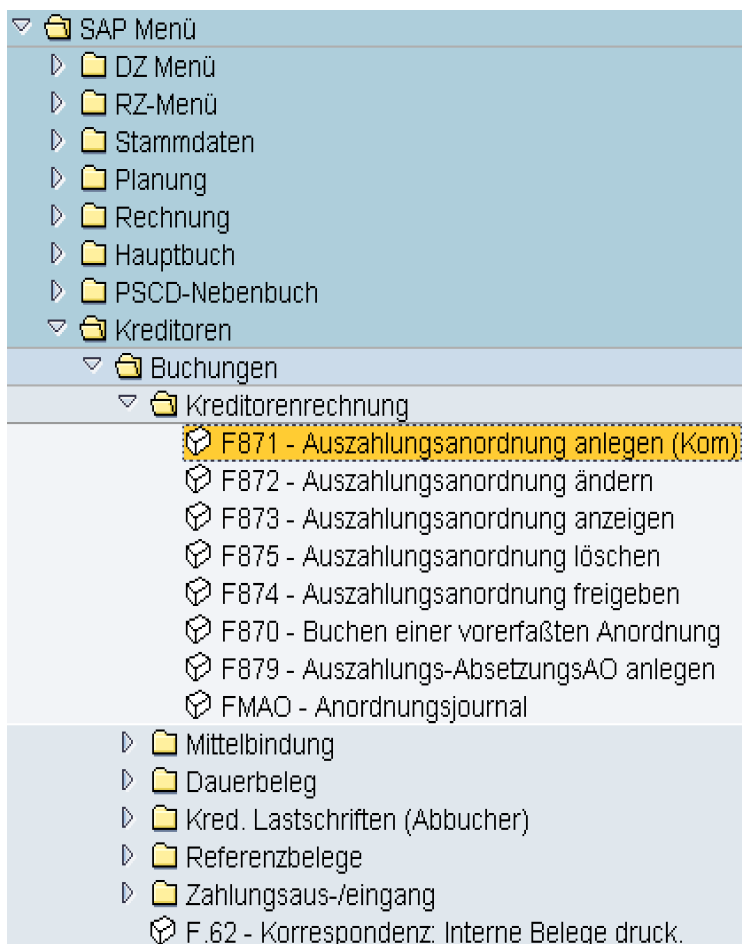 SAP Menü
DZ Menü
RZ-Menü
Stammdaten
Planung
Rechnung
Hauptbuch
PSCD-Nebenbuch
Kreditoren
Buchungen
Kreditorenrechnung
F871 - Auszahlungsanordnung anlegen (Kom)
F872 - Auszahlungsanordnung ändern
F873 - Auszahlungsanordnung anzeigen
F875 - Auszahlungsanordnung löschen
F874 - Auszahlungsanordnung freigeben
F870 - Buchen einer vorerfaßten Anordnung
F879 - Auszahlungs-AbsetzungsAO anlegen
FMAO - Anordnungsjournal
Mittelbindung
Dauerbeleg
Kred. Lastschriften (Abbucher)
Referenzbelege
Zahlungsaus-/eingang
F.62 - Korrespondenz: Interne Belege druck.